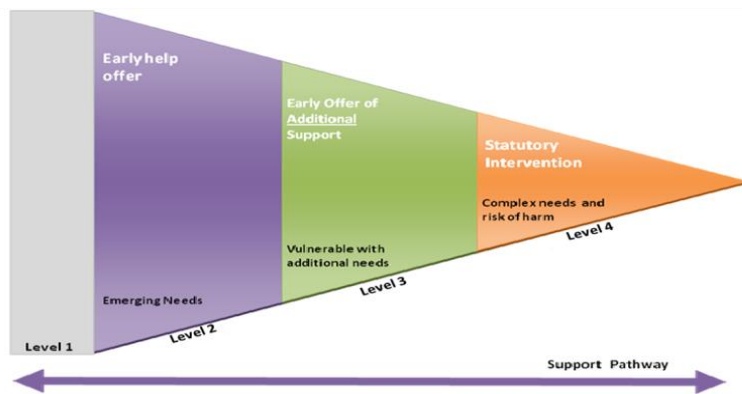 Early help
offer
Early Offer of
Additional
Support
Statutory
Intervention
Complex needs and
risk of harm
Level 4
Vulnerable with
additional needs
Level 3
Emerging Needs
Level 2
Level 1
Support Pathway